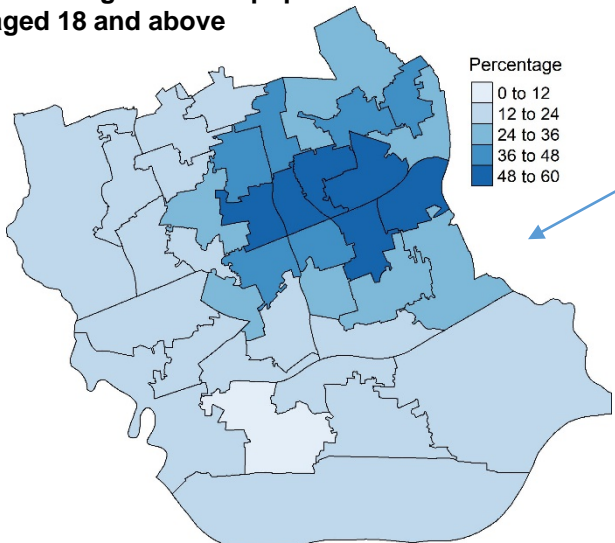 aged 18 and above
Percentage
0 to 12
12 to 24
24 to 36
36 to 48
48 to 60